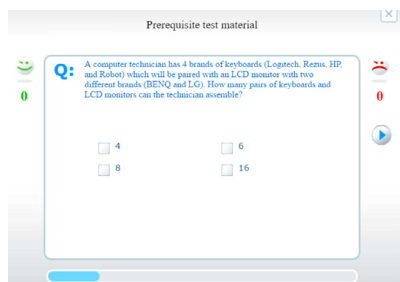 Prerequisite test material
Q:
A computer technician has 4 brands of keyboards (Logitech, Rezus, HP,
and Robot) which will be paired with an LCD monitor with two
different brands (BENQ and LG). How many pairs of keyboards and
LCD monitors can the technician assemble?
0
0
4
6
8
16